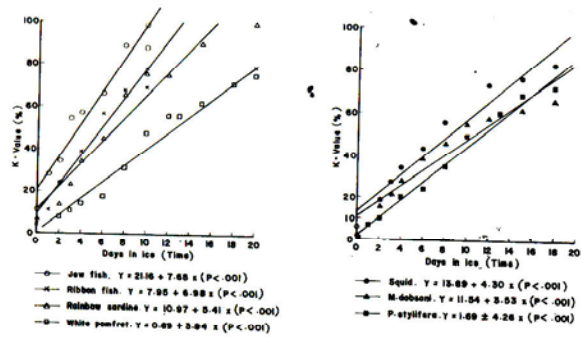 K-Value (%)
100
80
60
40
20
0
0 2 4 6 8 10 12 14 16 18 20
Days in ice (Time)
Jew fish. Y = 21.16 + 7.68 x (P < .001)
Ribbon fish. Y = 7.95 + 6.98 x (P < .001)
Rainbow sardine. Y = 10.97 + 5.41 x (P < .001)
White pomfret. Y = 0.69 + 3.94 x (P < .001)
K-Value (%)
100
80
60
40
20
10
0
0 2 4 6 8 10 12 14 16 18 20
Days in Ice (Time)
Squid. Y = 13.89 + 4.30 x (P < .001)
M-dobsoni. Y = 11.54 + 3.53 x (P < .001)
P-stylifera. Y = 1.69 ± 4.26 x (P < .001)